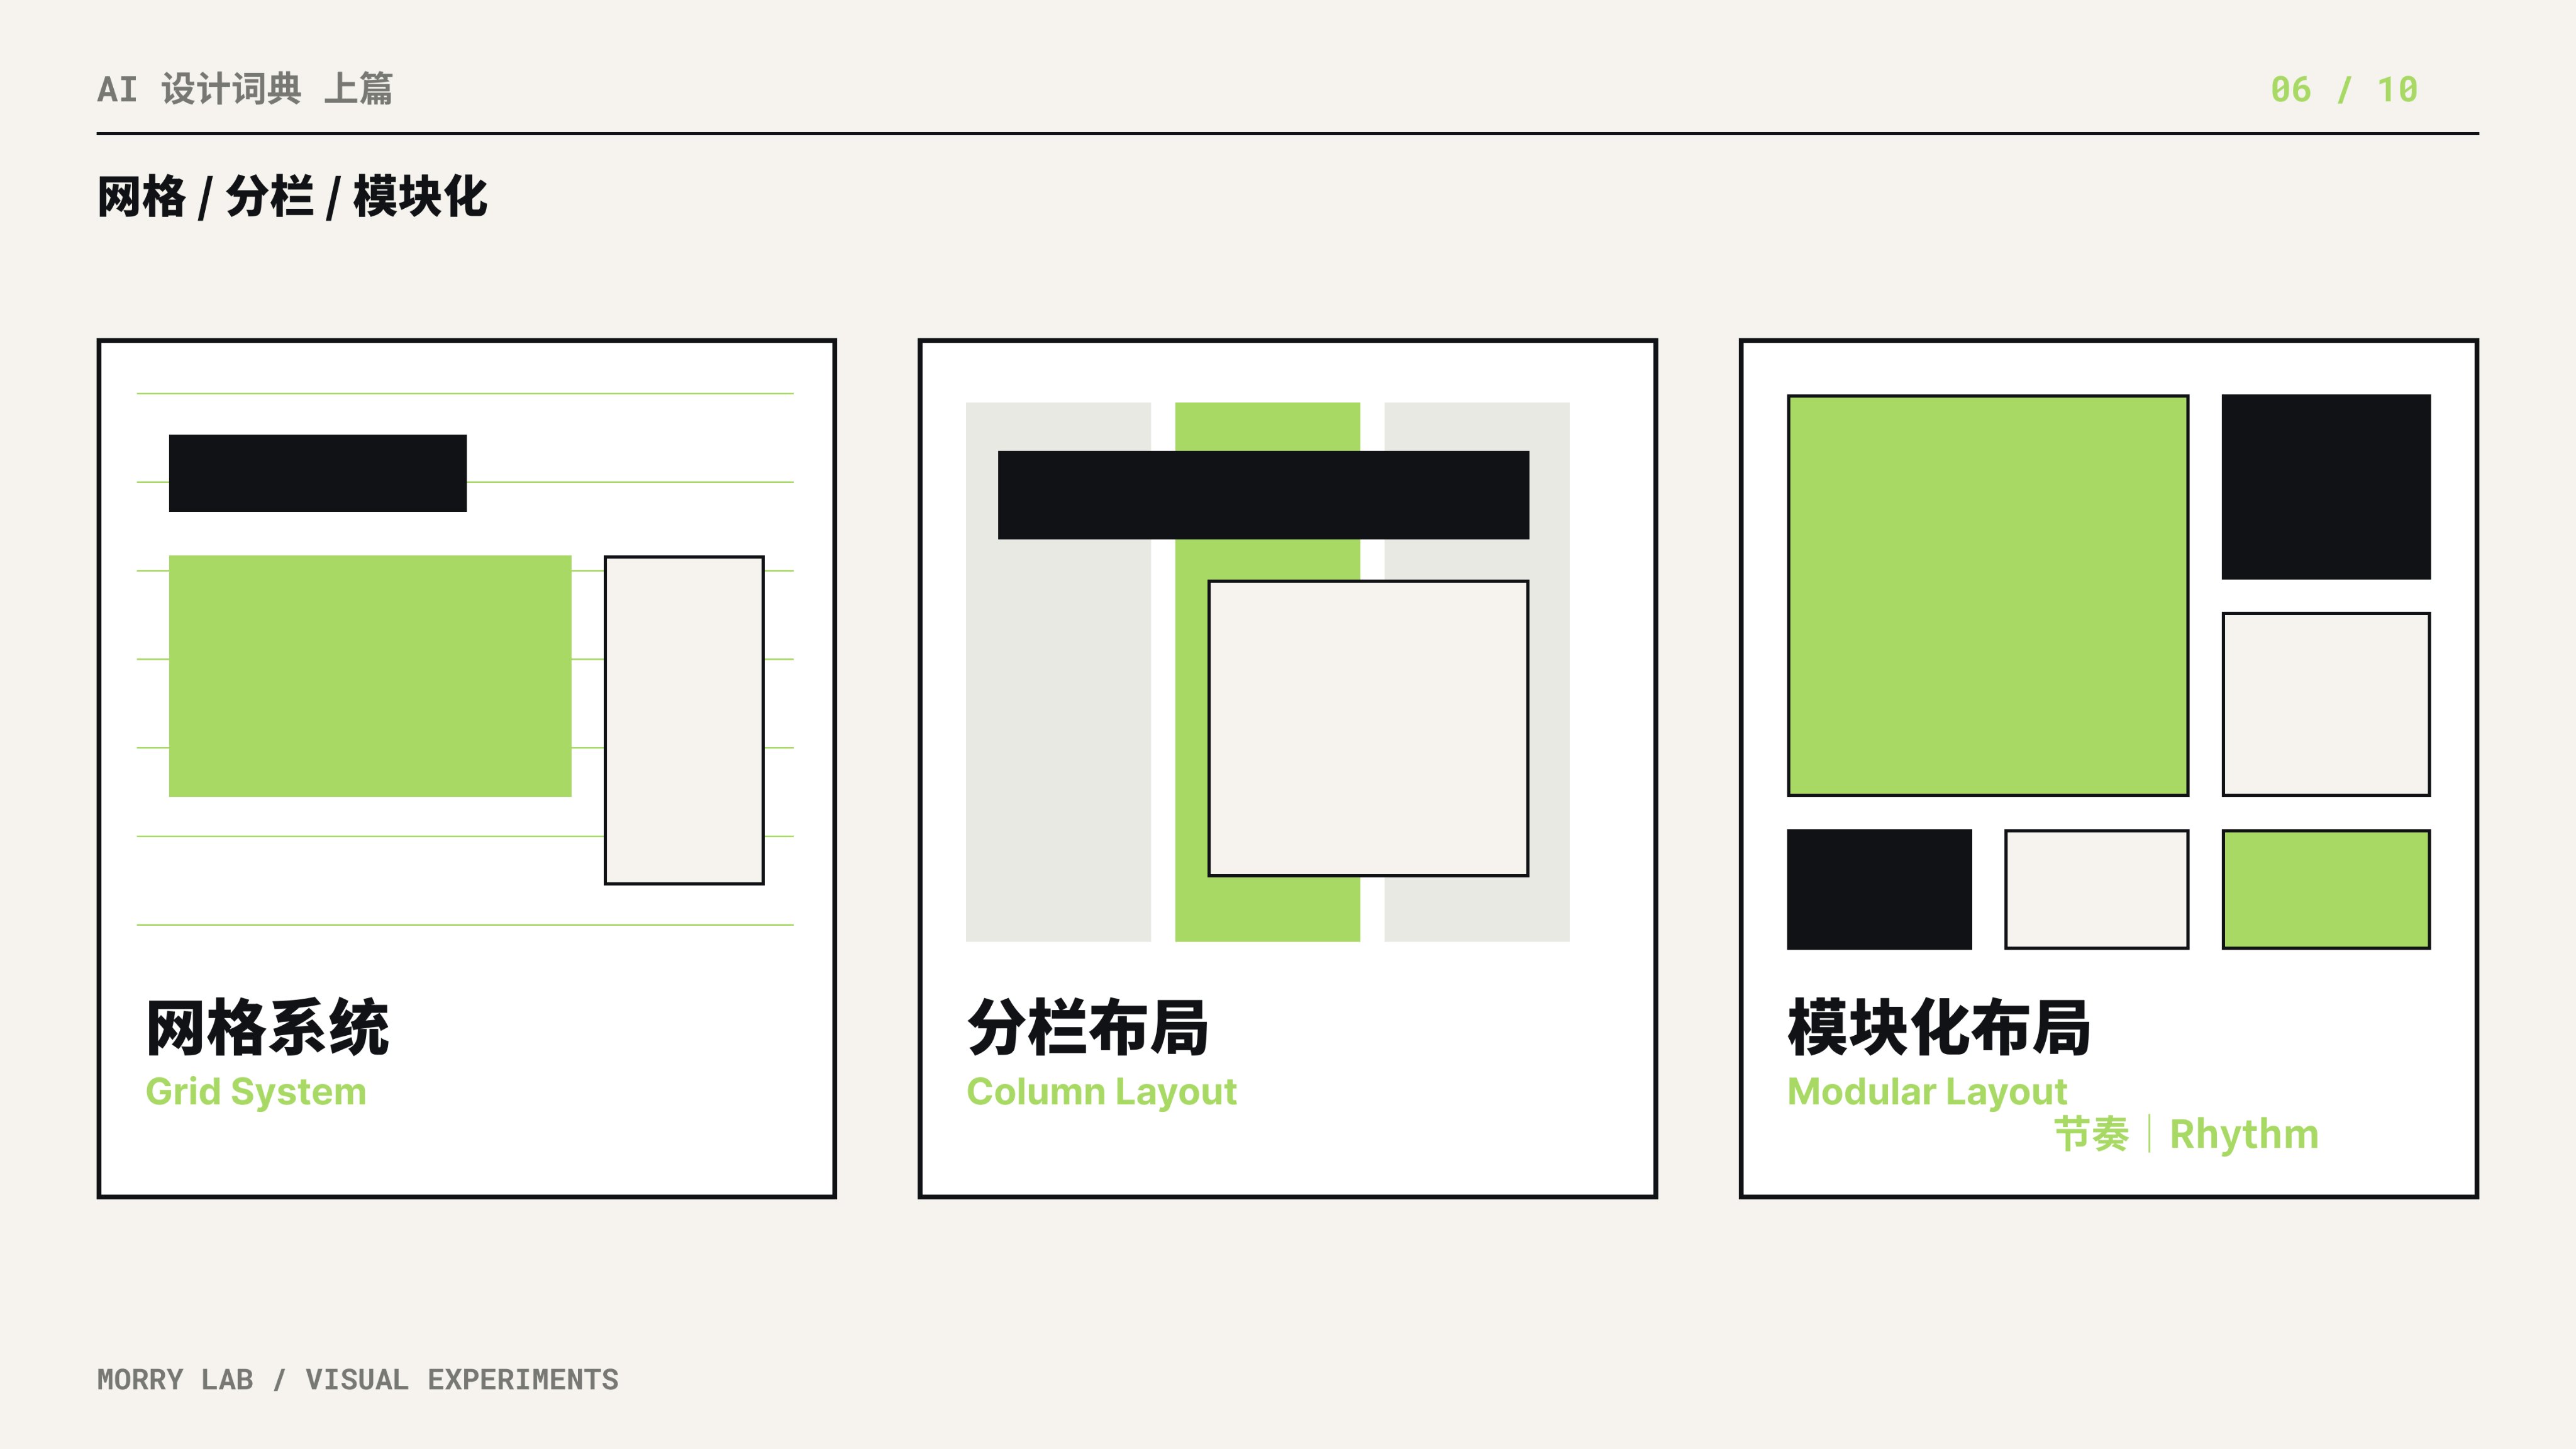 AI 设计词典 上篇
06 / 10
网格 / 分栏 / 模块化
网格系统
Grid System
分栏布局
Column Layout
模块化布局
Modular Layout
节奏｜Rhythm
MORRY LAB / VISUAL EXPERIMENTS